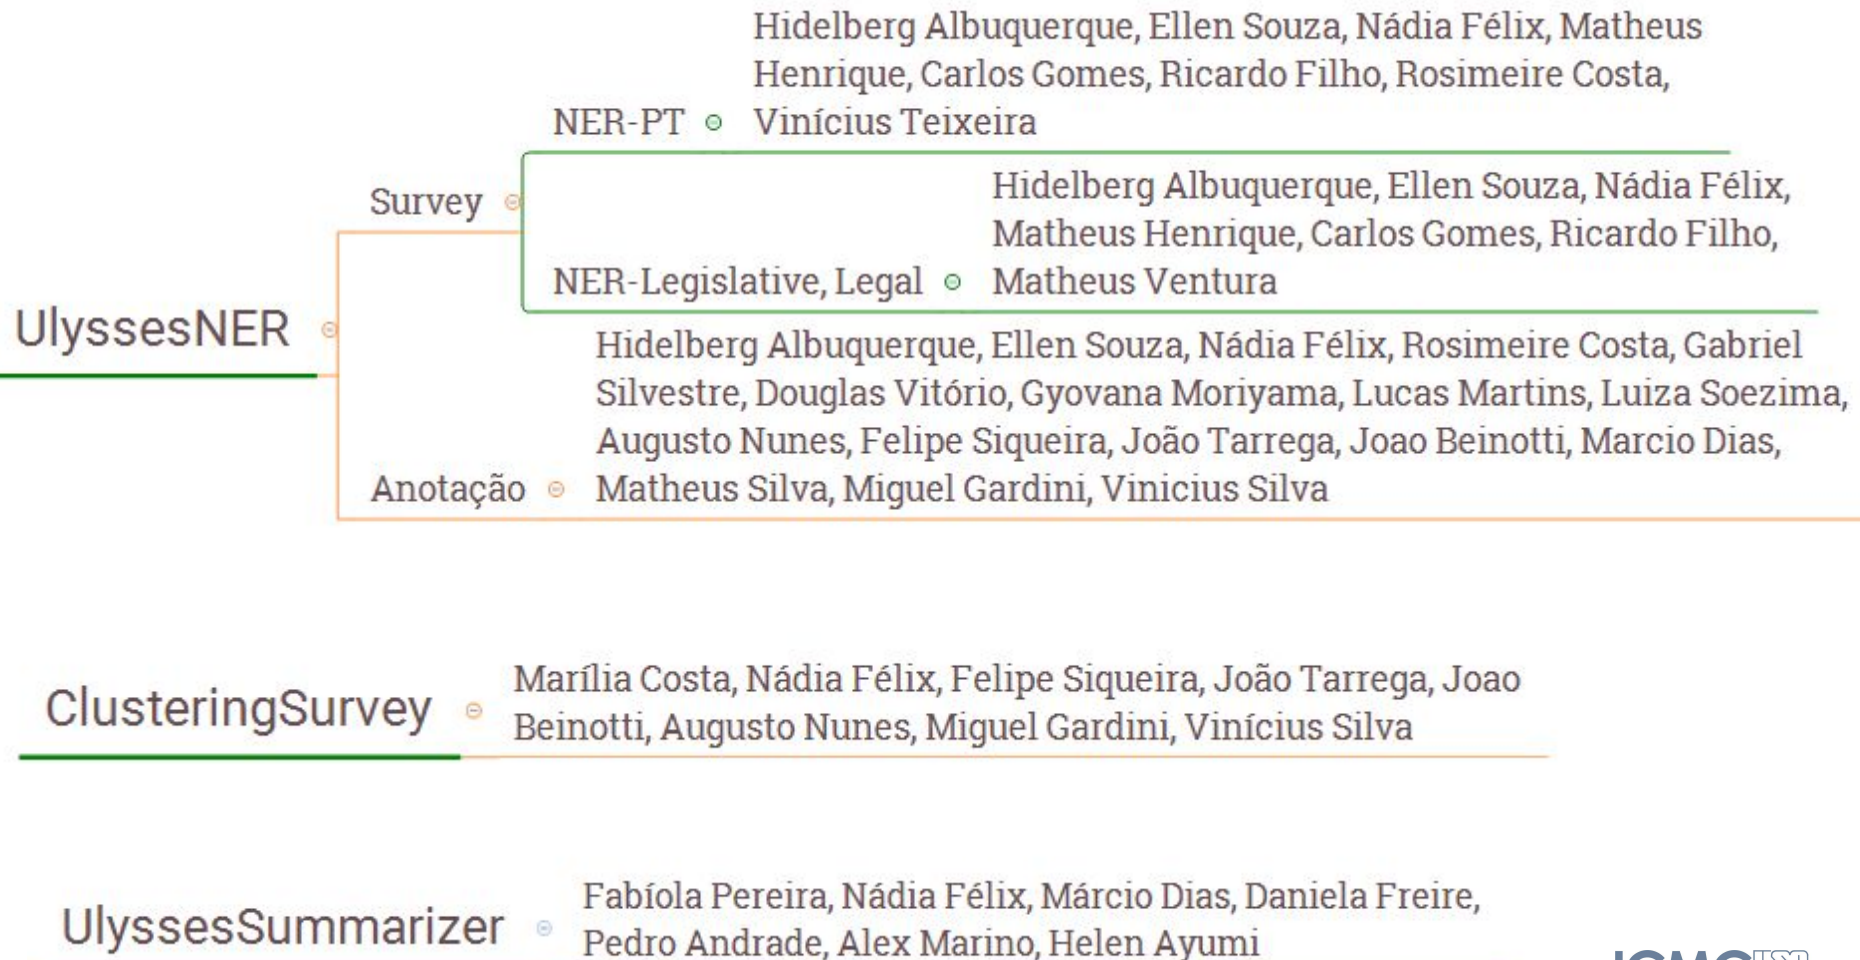 Hidelberg Albuquerque, Ellen Souza, Nádia Félix, Matheus
Henrique, Carlos Gomes, Ricardo Filho, Rosimeire Costa,
NER-PT Vinícius Teixeira
Survey
Hidelberg Albuquerque, Ellen Souza, Nádia Félix,
Matheus Henrique, Carlos Gomes, Ricardo Filho,
NER-Legislative, Legal Matheus Ventura
UlyssesNER
Hidelberg Albuquerque, Ellen Souza, Nádia Félix, Rosimeire Costa, Gabriel
Silvestre, Douglas Vitório, Gyovana Moriyama, Lucas Martins, Luiza Soezima,
Augusto Nunes, Felipe Siqueira, João Tarrega, Joao Beinotti, Marcio Dias,
Anotação Matheus Silva, Miguel Gardini, Vinicius Silva
ClusteringSurvey
Marília Costa, Nádia Félix, Felipe Siqueira, João Tarrega, Joao
Beinotti, Augusto Nunes, Miguel Gardini, Vinícius Silva
UlyssesSummarizer
Fabíola Pereira, Nádia Félix, Márcio Dias, Daniela Freire,
Pedro Andrade, Alex Marino, Helen Ayumi